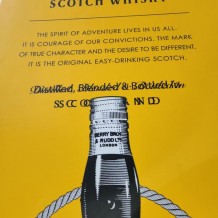 SCOTCH WHISKY
THE SPIRIT OF ADVENTURE LIVES IN US ALL.
IT IS COURAGE OF OUR CONVICTIONS, THE MARK
OF TRUE CHARACTER AND THE DESIRE TO BE DIFFERENT.
IT IS THE ORIGINAL EASY-DRINKING SCOTCH.
Distilled, Blended & Bottled In
SCOTLAND
BERRY BROS
& RUDD LTD
LONDON